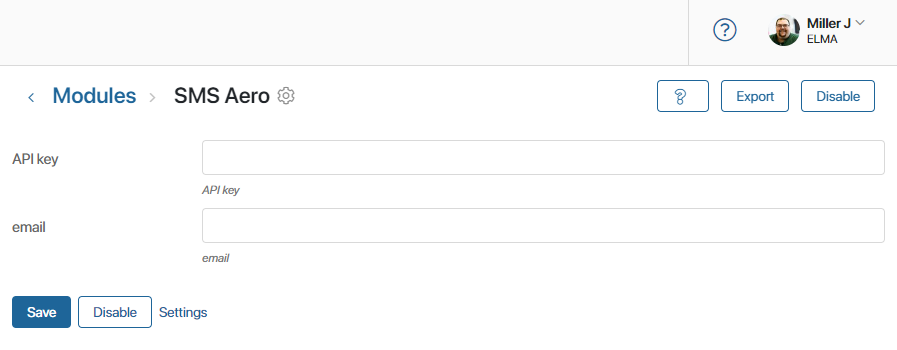 Miller J
ELMA
Modules
SMS Aero
?
Export
Disable
API key
API key
email
email
Save
Disable
Settings